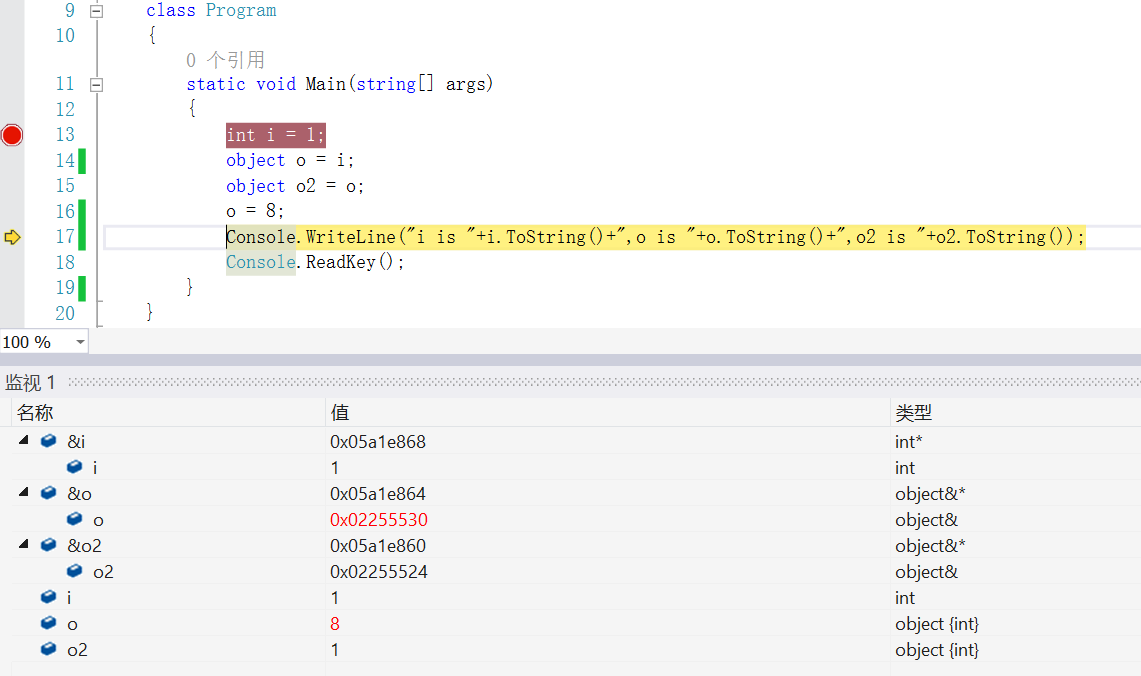 9 class Program
10 {
0 个引用
11 static void Main(string[] args)
12 {
13 int i = 1;
14 object o = i;
15 object o2 = o;
16 o = 8;
17 Console.WriteLine("i is "+i.ToString()+",o is "+o.ToString()+",o2 is "+o2.ToString());
18 Console.ReadKey();
19 }
20 }
100 %
监视 1
名称 值 类型
&i 0x05a1e868 int*
i 1 int
&o 0x05a1e864 object&*
o 0x02255530 object&
&o2 0x05a1e860 object&*
o2 0x02255524 object&
i 1 int
o 8 object {int}
o2 1 object {int}